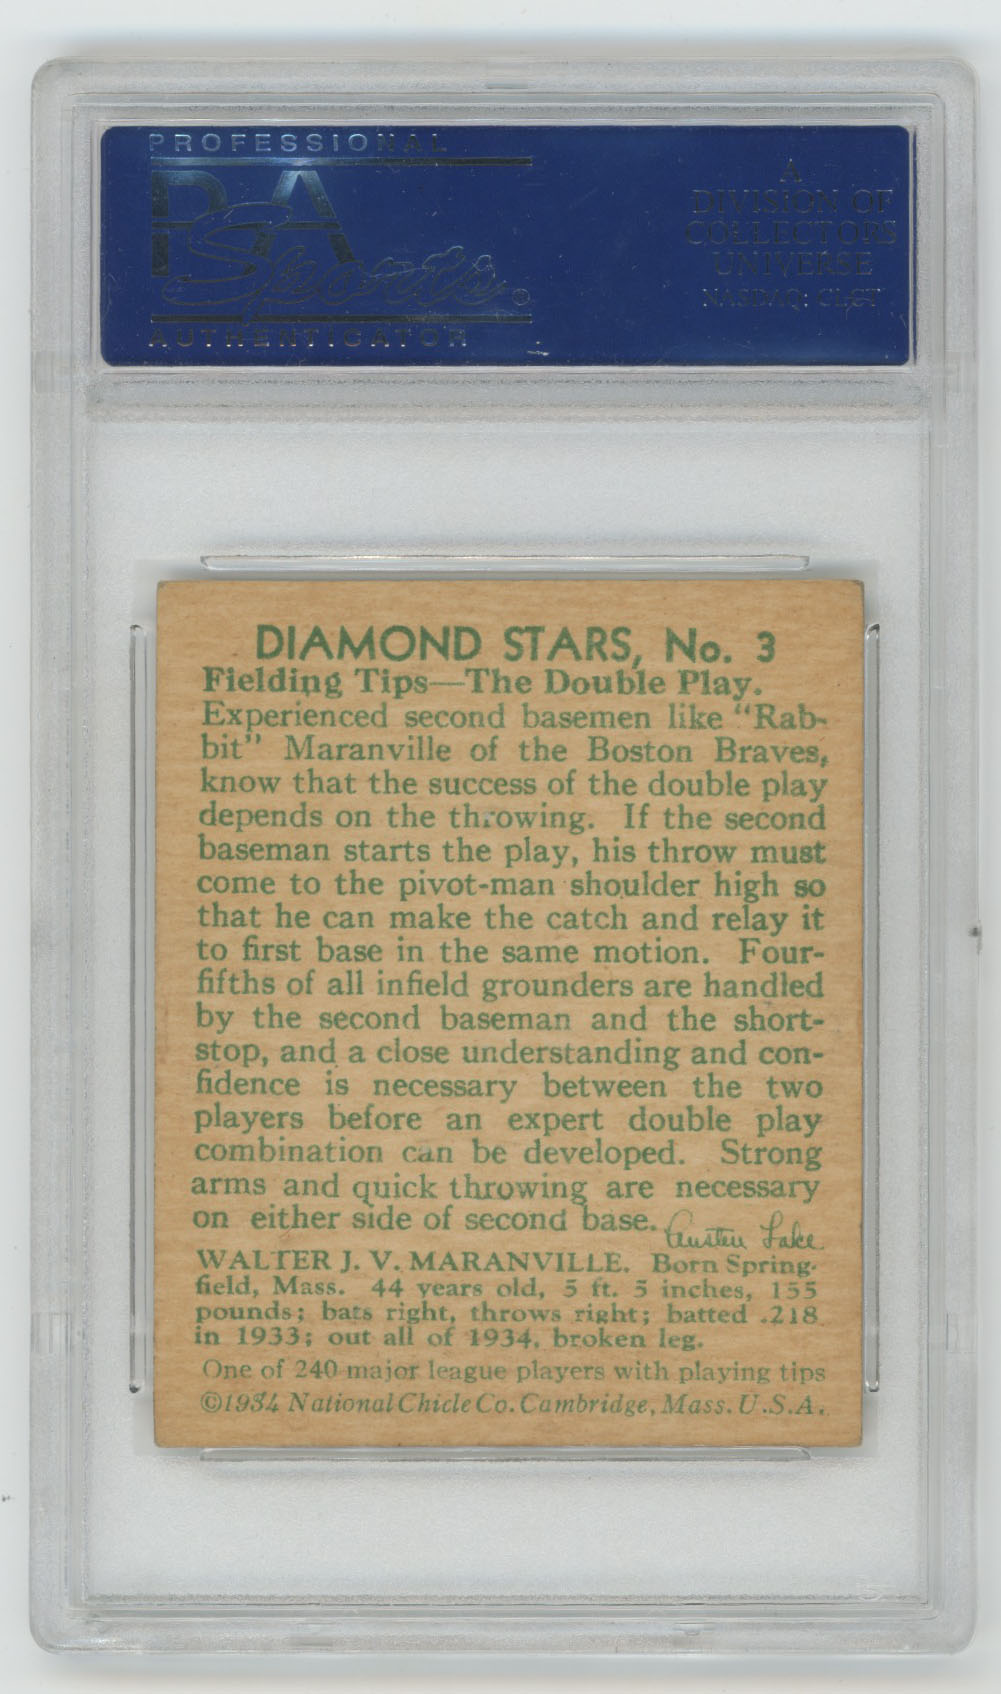 PROFESSIONAL
PSA
Sports ®
AUTHENTICATOR
A
DIVISION OF
COLLECTORS
UNIVERSE
NASDAQ: CLCT
DIAMOND STARS, No. 3
Fielding Tips—The Double Play.
Experienced second basemen like "Rab-
bit" Maranville of the Boston Braves,
know that the success of the double play
depends on the throwing. If the second
baseman starts the play, his throw must
come to the pivot-man shoulder high so
that he can make the catch and relay it
to first base in the same motion. Four-
fifths of all infield grounders are handled
by the second baseman and the short-
stop, and a close understanding and con-
fidence is necessary between the two
players before an expert double play
combination can be developed. Strong
arms and quick throwing are necessary
on either side of second base. Austen Lake
WALTER J. V. MARANVILLE. Born Spring-
field, Mass. 44 years old, 5 ft. 5 inches, 155
pounds; bats right, throws right; batted .218
in 1933; out all of 1934, broken leg.
One of 240 major league players with playing tips
©1934 National Chicle Co. Cambridge, Mass. U.S.A.